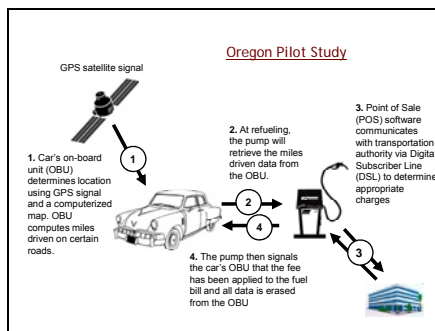 Oregon Pilot Study
GPS satellite signal
1. Car's on-board
unit (OBU)
determines location
using GPS signal
and a computerized
map. OBU
computes miles
driven on certain
roads.
1
2. At refueling,
the pump will
retrieve the miles
driven data from
the OBU.
2
4
3. Point of Sale
(POS) software
communicates
with transportation
authority via Digital
Subscriber Line
(DSL) to determine
appropriate
charges
3
4. The pump then signals
the car's OBU that the fee
has been applied to the fuel
bill and all data is erased
from the OBU